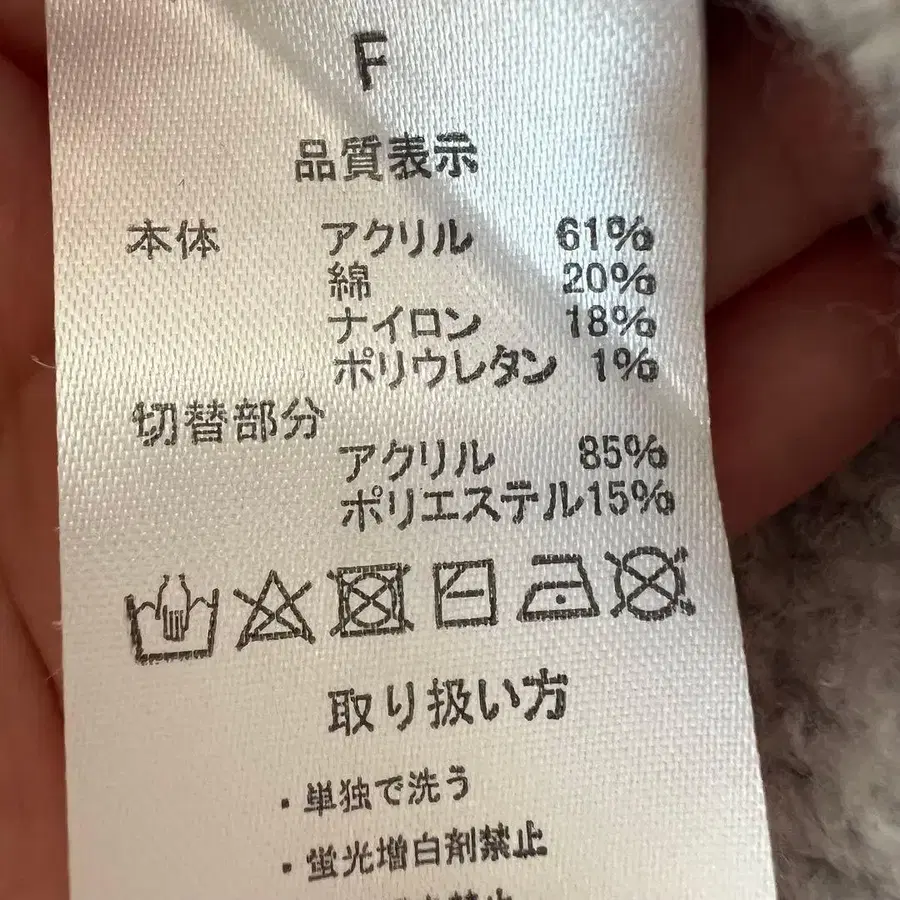 F
品質表示
本体 アクリル 61%
綿 20%
ナイロン 18%
ポリウレタン 1%
切替部分
アクリル 85%
ポリエステル15%
取り扱い方
・単独で洗う
・蛍光増白剤禁止